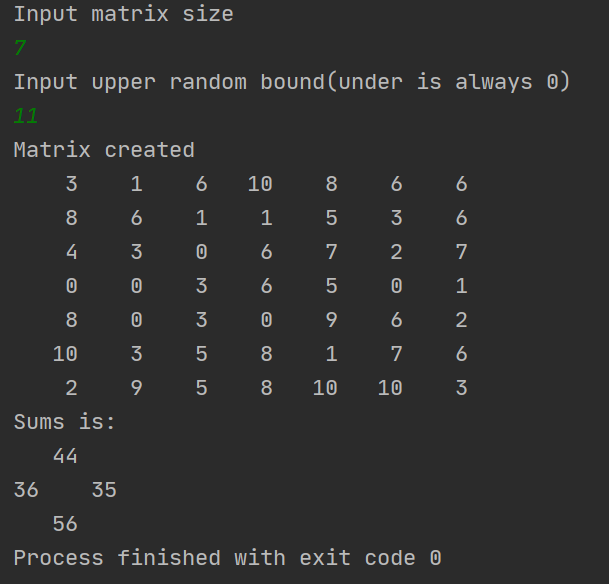 Input matrix size
7
Input upper random bound(under is always 0)
11
Matrix created
    3    1    6   10    8    6    6
    8    6    1    1    5    3    6
    4    3    0    6    7    2    7
    0    0    3    6    5    0    1
    8    0    3    0    9    6    2
   10    3    5    8    1    7    6
    2    9    5    8   10   10    3
Sums is:
   44
36    35
   56
Process finished with exit code 0